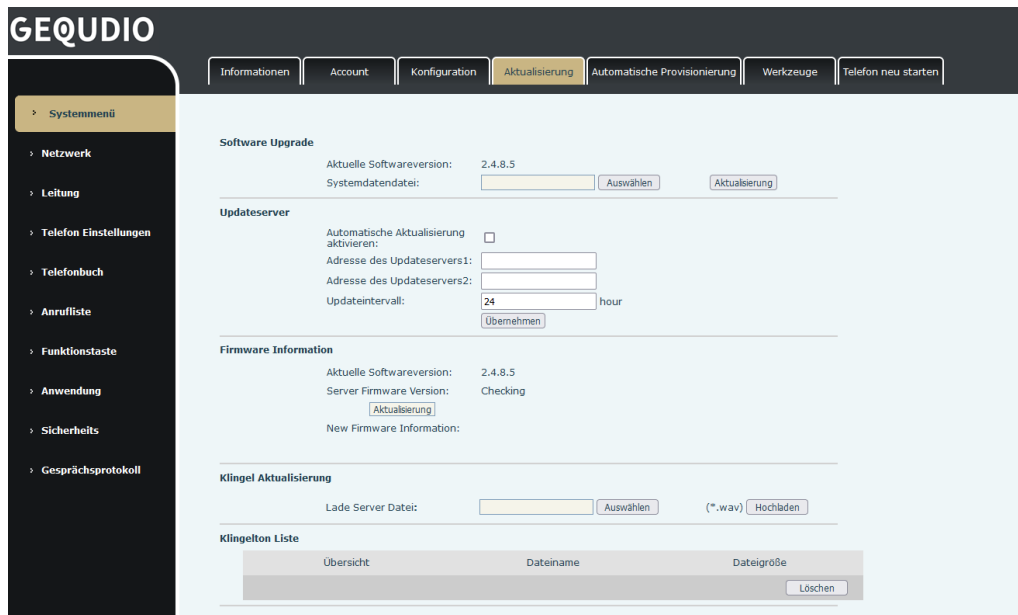 GEQUDIO
Informationen
Account
Konfiguration
Aktualisierung
Automatische Provisionierung
Werkzeuge
Telefon neu starten
› Systemmenü
› Netzwerk
› Leitung
› Telefon Einstellungen
› Telefonbuch
› Anrufliste
› Funktionstaste
› Anwendung
› Sicherheits
› Gesprächsprotokoll
Software Upgrade
Aktuelle Softwareversion: 2.4.8.5
Systemdatendatei: Auswählen Aktualisierung
Updateserver
Automatische Aktualisierung
aktivieren:
Adresse des Updateservers1:
Adresse des Updateservers2:
Updateintervall: 24 hour
Übernehmen
Firmware Information
Aktuelle Softwareversion: 2.4.8.5
Server Firmware Version: Checking
Aktualisierung
New Firmware Information:
Klingel Aktualisierung
Lade Server Datei: Auswählen (*.wav) Hochladen
Klingelton Liste
Übersicht Dateiname Dateigröße
Löschen